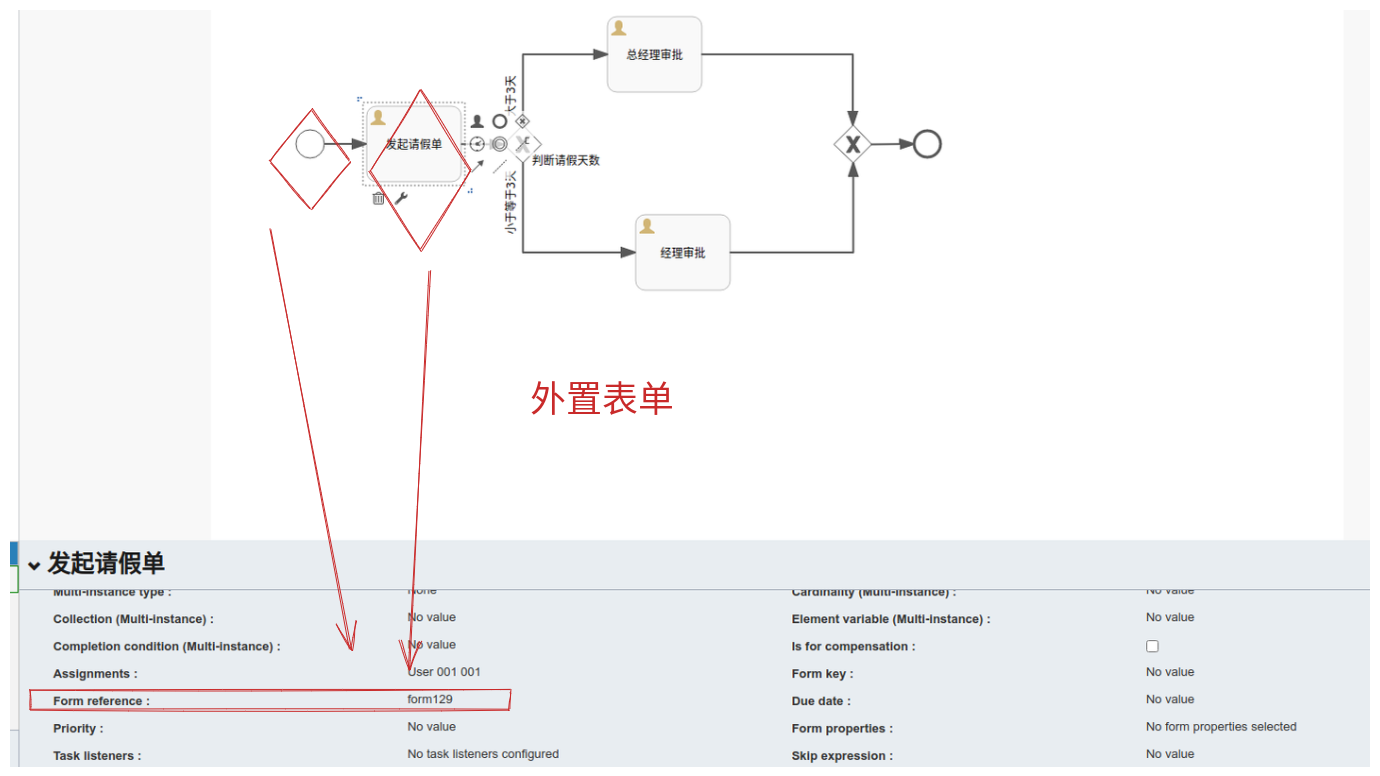 总经理审批
大于3天
发起请假单
判断请假天数
小于等于3天
经理审批
外置表单
发起请假单
Multi-instance type : None Cardinality (Multi-instance) : No value
Collection (Multi-instance) : No value Element variable (Multi-instance) : No value
Completion condition (Multi-instance) : No value Is for compensation :
Assignments : User 001 001 Form key : No value
Form reference : form129 Due date : No value
Priority : No value Form properties : No form properties selected
Task listeners : No task listeners configured Skip expression : No value